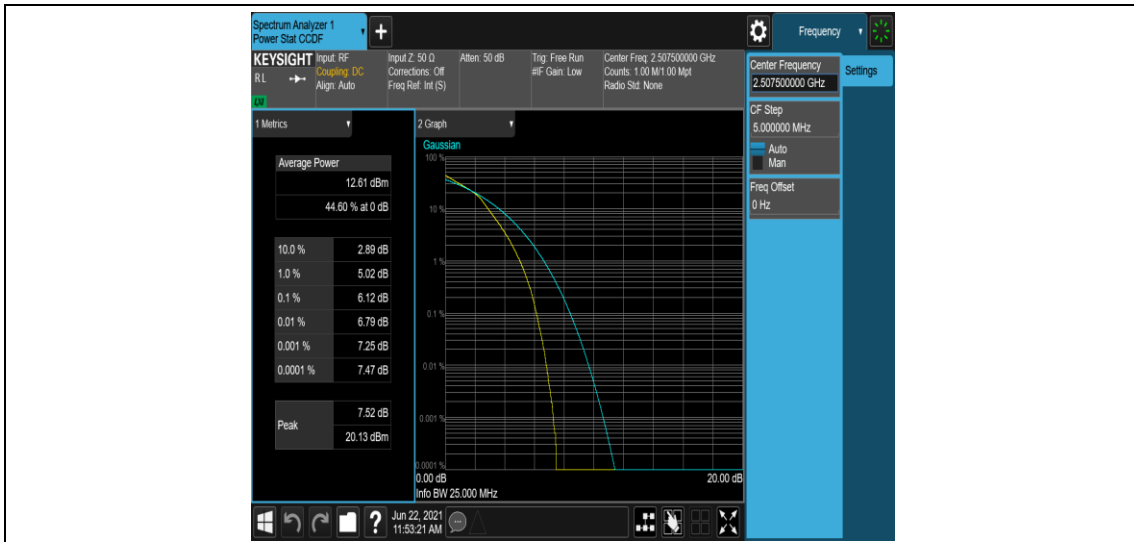 Spectrum Analyzer 1
Power Stat CCDF
+
Frequency
KEYSIGHT
RL
LXI
Input: RF
Coupling: DC
Align: Auto
Input Z: 50 Ω
Corrections: Off
Freq Ref: Int (S)
Atten: 50 dB
Trig: Free Run
#IF Gain: Low
Center Freq: 2.507500000 GHz
Counts: 1.00 M/1.00 Mpt
Radio Std: None
Center Frequency
2.507500000 GHz
Settings
CF Step
5.000000 MHz
Auto
Man
Freq Offset
0 Hz
1 Metrics
Average Power
12.61 dBm
44.60 % at 0 dB
10.0 % 2.89 dB
1.0 % 5.02 dB
0.1 % 6.12 dB
0.01 % 6.79 dB
0.001 % 7.25 dB
0.0001 % 7.47 dB
Peak
7.52 dB
20.13 dBm
2 Graph
Gaussian
100 %
10 %
1 %
0.1 %
0.01 %
0.001 %
0.0001 %
0.00 dB 20.00 dB
Info BW 25.000 MHz
?
Jun 22, 2021
11:53:21 AM